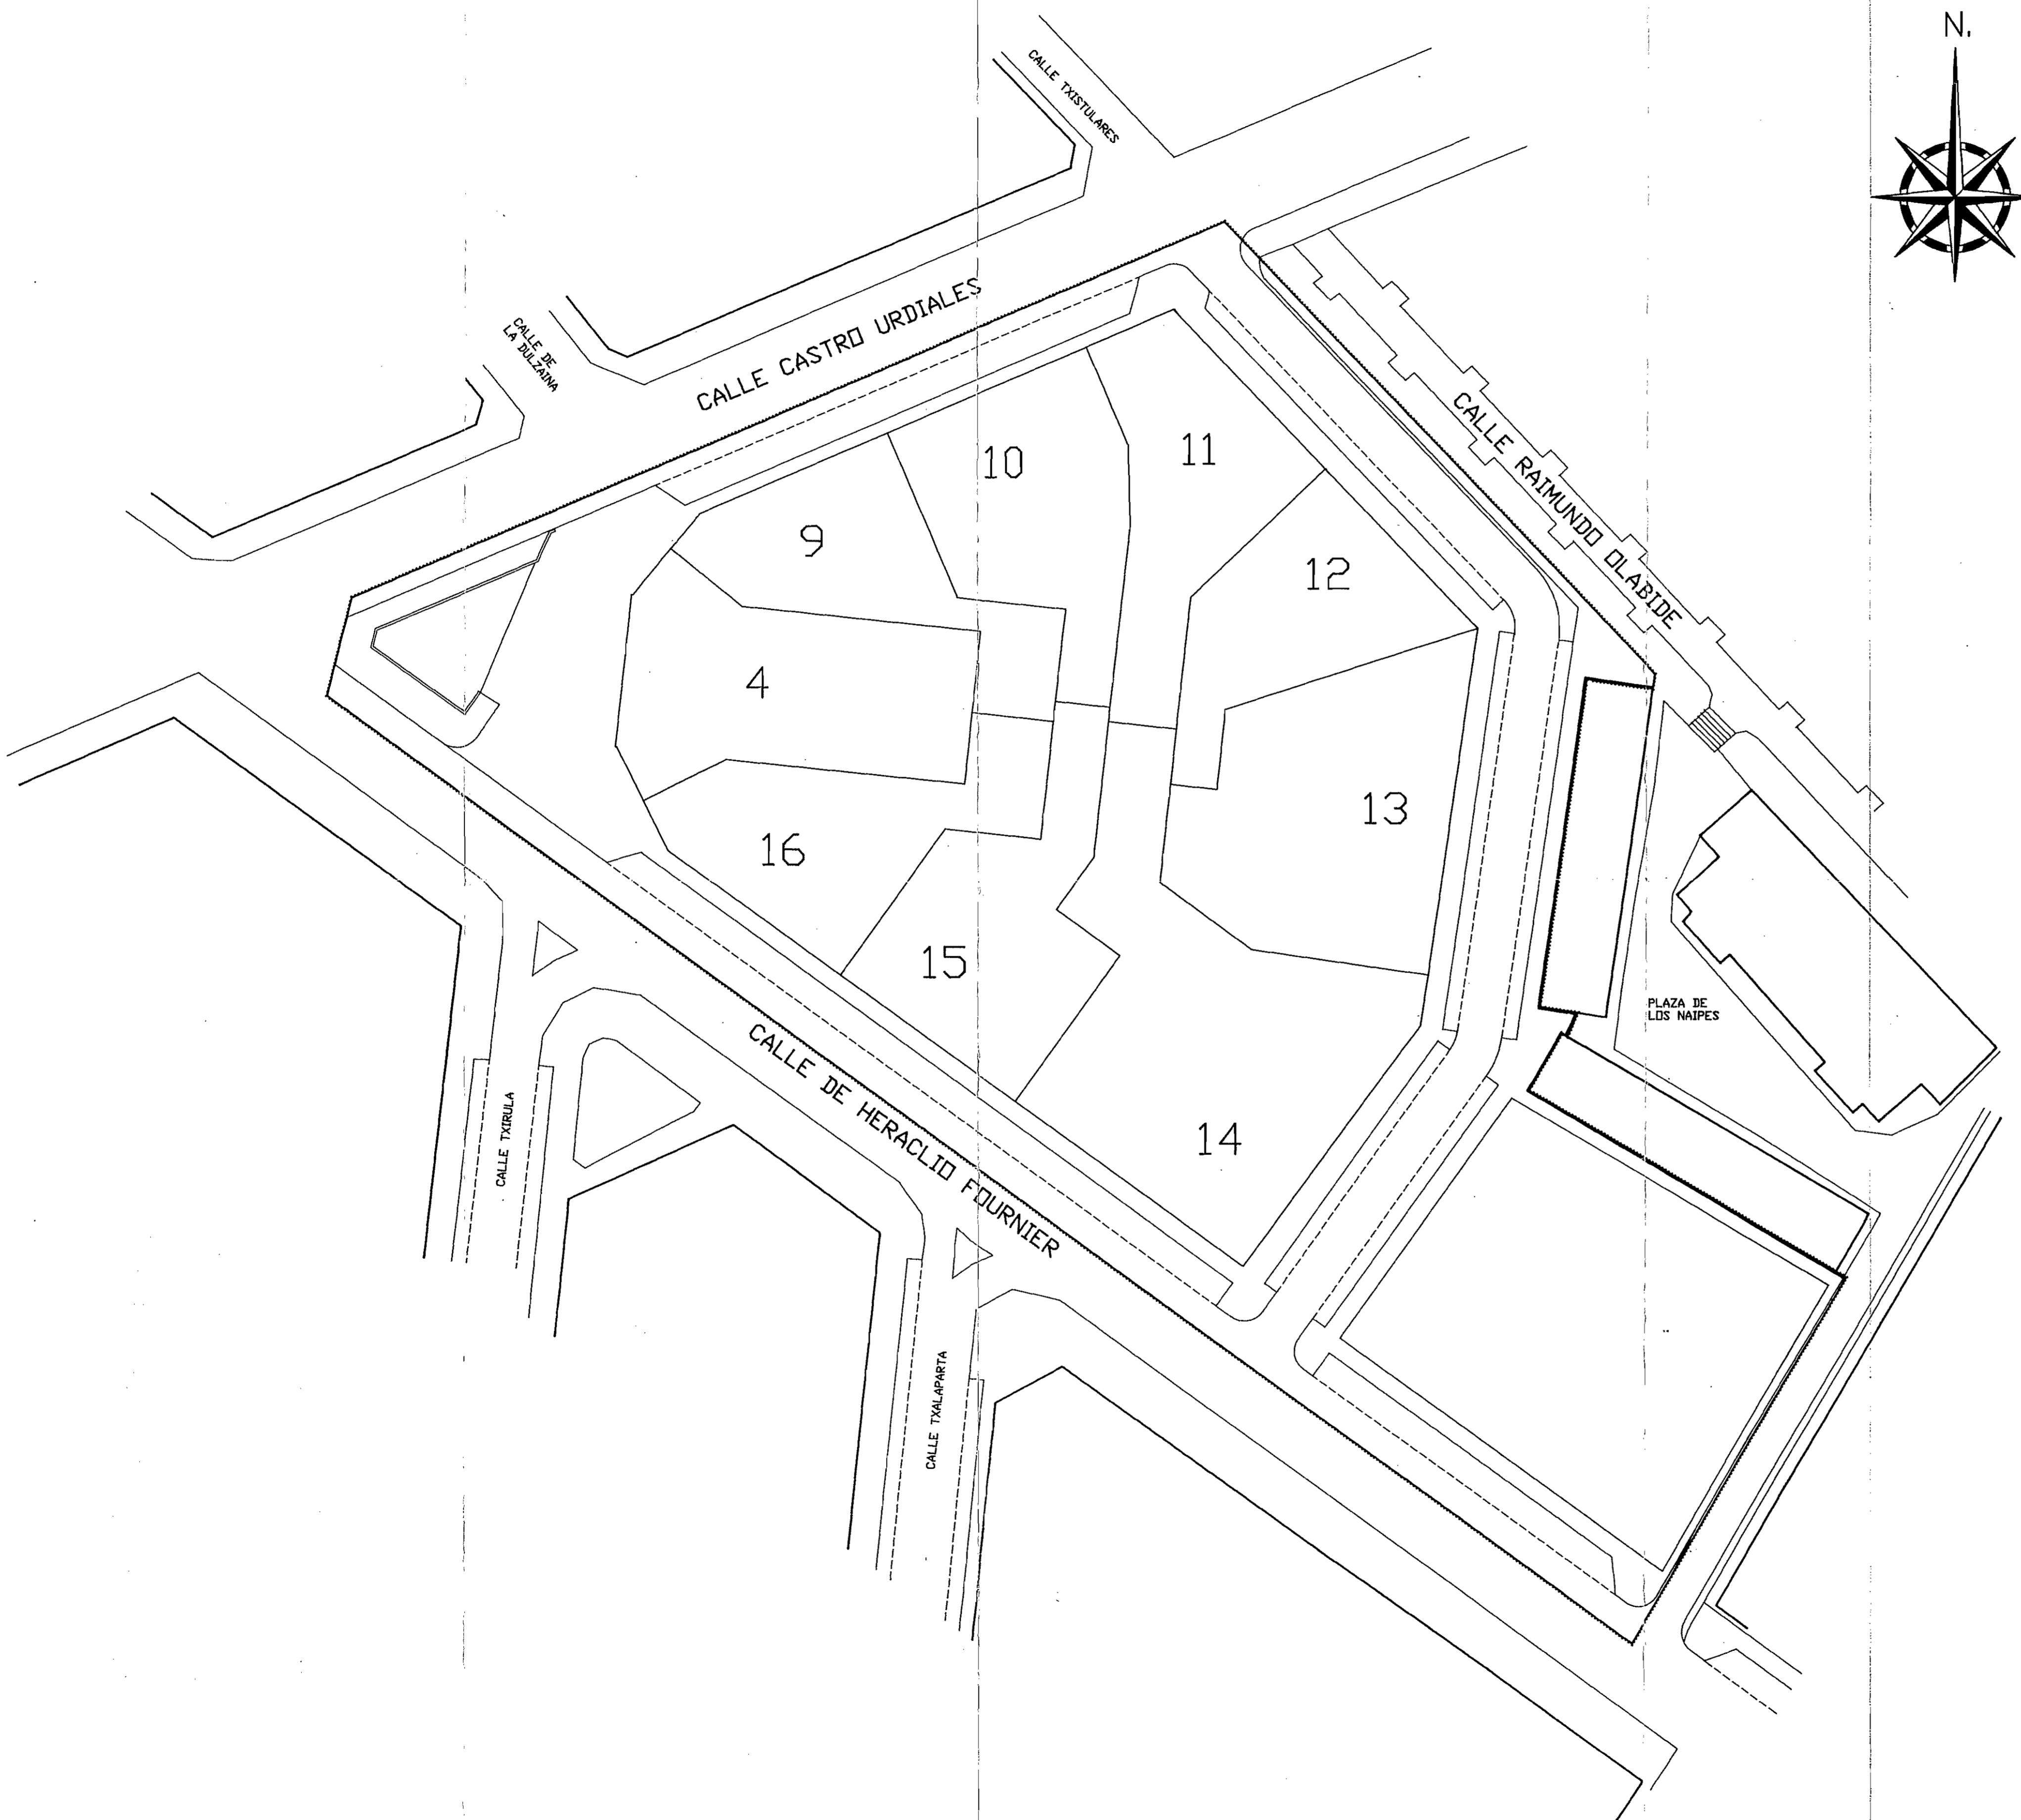 N.
CALLE TXISTULARES
CALLE DE
LA DULZAINA
CALLE CASTRO URDIALES
CALLE RAIMUNDO OLABIDE
10
11
9
12
4
13
16
15
PLAZA DE
LOS NAIPES
CALLE DE HERACLIO FOURNIER
CALLE TXIRULA
14
CALLE TXALAPARTA